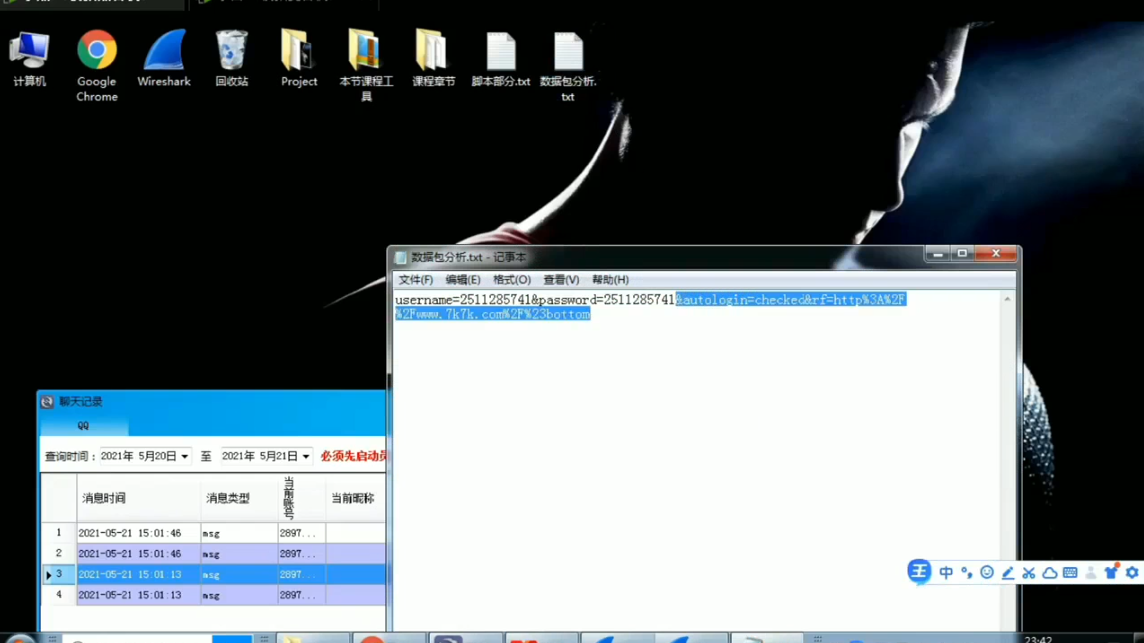 计算机
Google
Chrome
Wireshark
回收站
Project
本节课程工
具
课程章节
脚本部分.txt
数据包分析.
txt
数据包分析.txt - 记事本
文件(F) 编辑(E) 格式(O) 查看(V) 帮助(H)
username=2511285741&password=2511285741&autologin=checked&rf=http%3A%2F
%2Fwww.7k7k.com%2F%23bottom
聊天记录
QQ
查询时间: 2021年 5月20日 至 2021年 5月21日 必须先启动员
消息时间 消息类型 当前账号 当前昵称
1 2021-05-21 15:01:46 msg 2897...
2 2021-05-21 15:01:46 msg 2897...
3 2021-05-21 15:01:13 msg 2897...
4 2021-05-21 15:01:13 msg 2897...
王 中
23:42